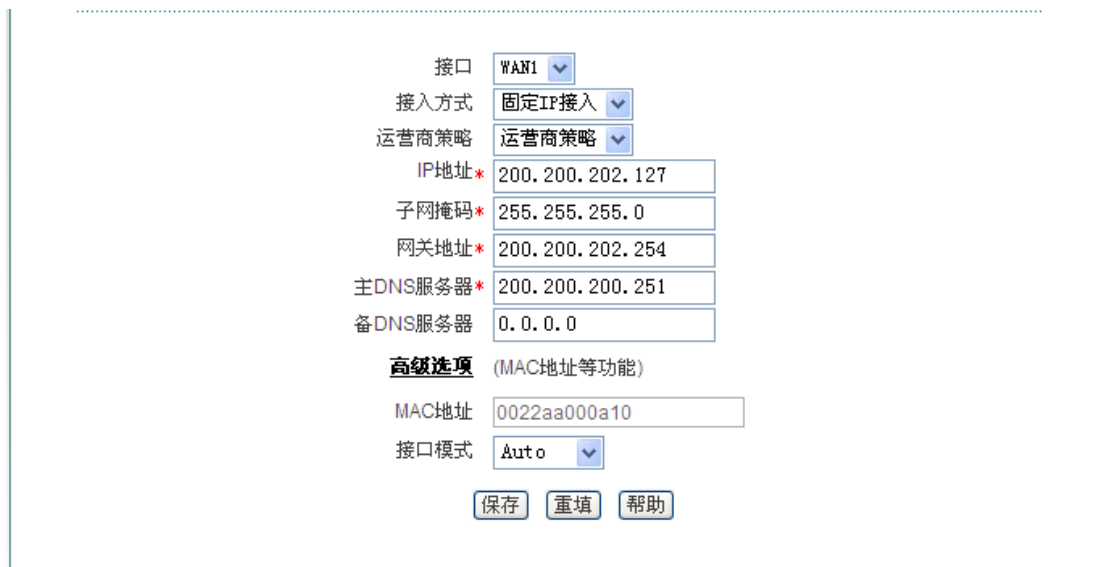 接口 WAN1
接入方式 固定IP接入
运营商策略 运营商策略
IP地址* 200.200.202.127
子网掩码* 255.255.255.0
网关地址* 200.200.202.254
主DNS服务器* 200.200.200.251
备DNS服务器 0.0.0.0
高级选项 (MAC地址等功能)
MAC地址 0022aa000a10
接口模式 Auto
保存 重填 帮助